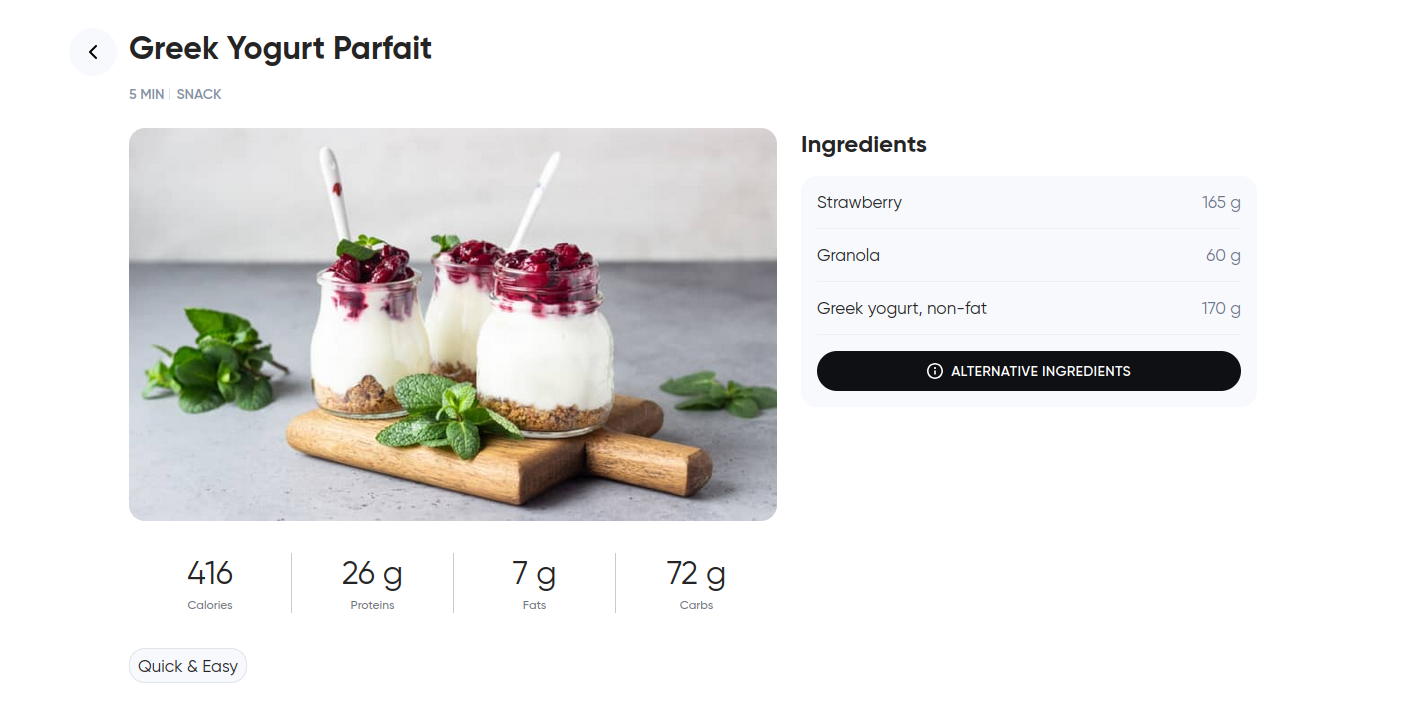 Greek Yogurt Parfait
5 MIN | SNACK
Ingredients
Strawberry 165 g
Granola 60 g
Greek yogurt, non-fat 170 g
ALTERNATIVE INGREDIENTS
416 26 g 7 g 72 g
Calories Proteins Fats Carbs
Quick & Easy